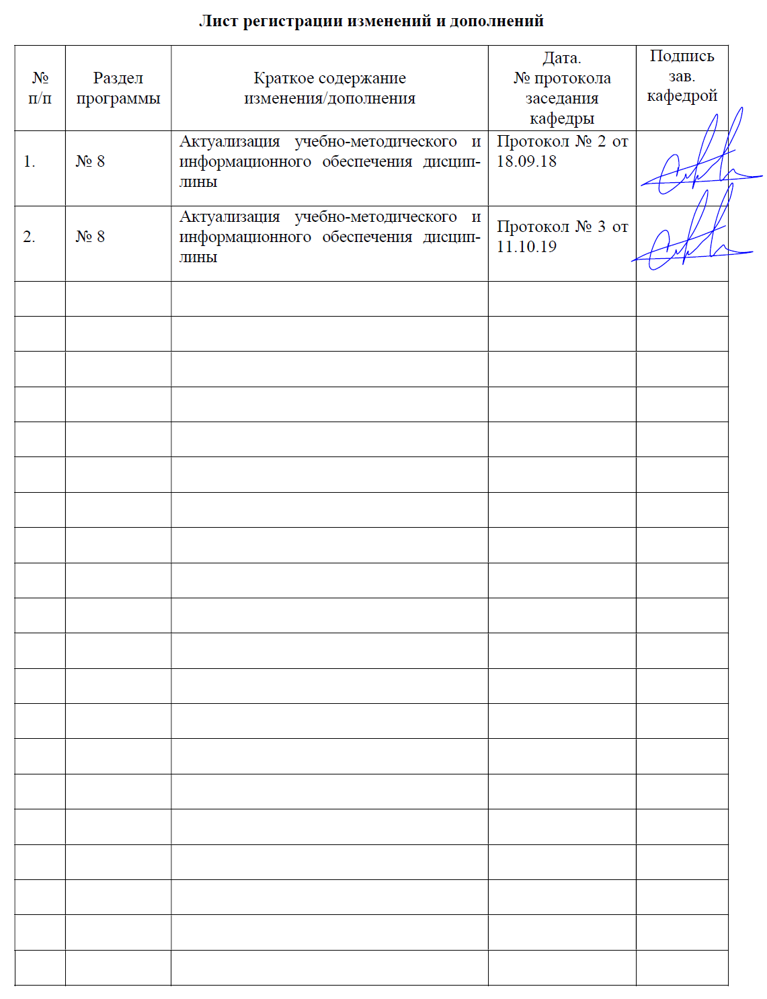 Лист регистрации изменений и дополнений
№
п/п
Раздел
программы
Краткое содержание
изменения/дополнения
Дата.
№ протокола
заседания
кафедры
Подпись
зав.
кафедрой
1.
№ 8
Актуализация учебно-методического и
информационного обеспечения дисцип-
лины
Протокол № 2 от
18.09.18
2.
№ 8
Актуализация учебно-методического и
информационного обеспечения дисцип-
лины
Протокол № 3 от
11.10.19